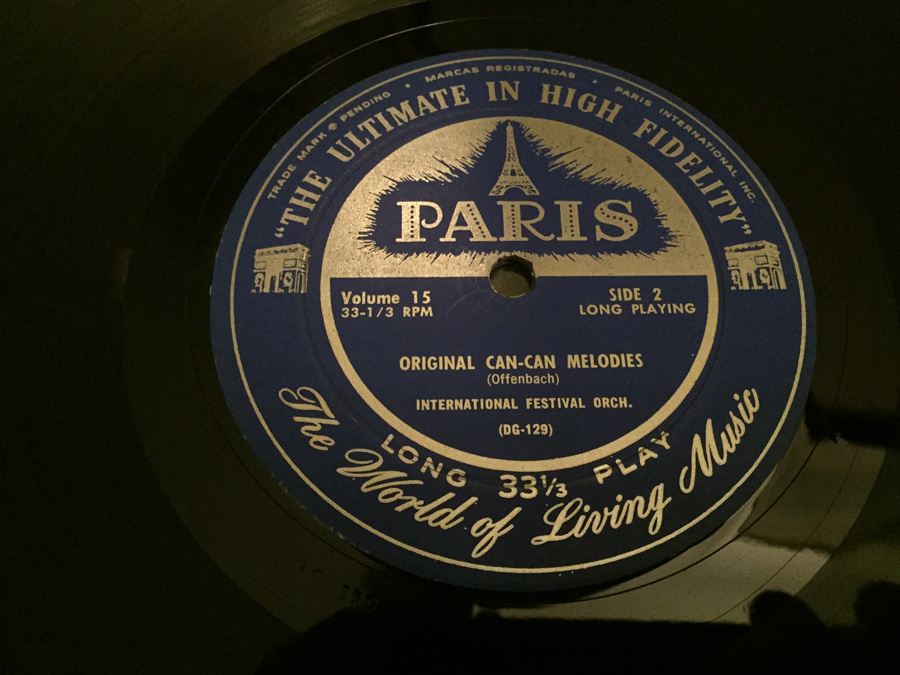 TRADE MARK ® PENDING • MARCAS REGISTRADAS • PARIS INTERNATIONAL INC.
"THE ULTIMATE IN HIGH FIDELITY"
PARIS
Volume 15
33-1/3 RPM
SIDE 2
LONG PLAYING
ORIGINAL CAN-CAN MELODIES
(Offenbach)
INTERNATIONAL FESTIVAL ORCH.
(DG-129)
LONG 33⅓ PLAY
The World of Living Music